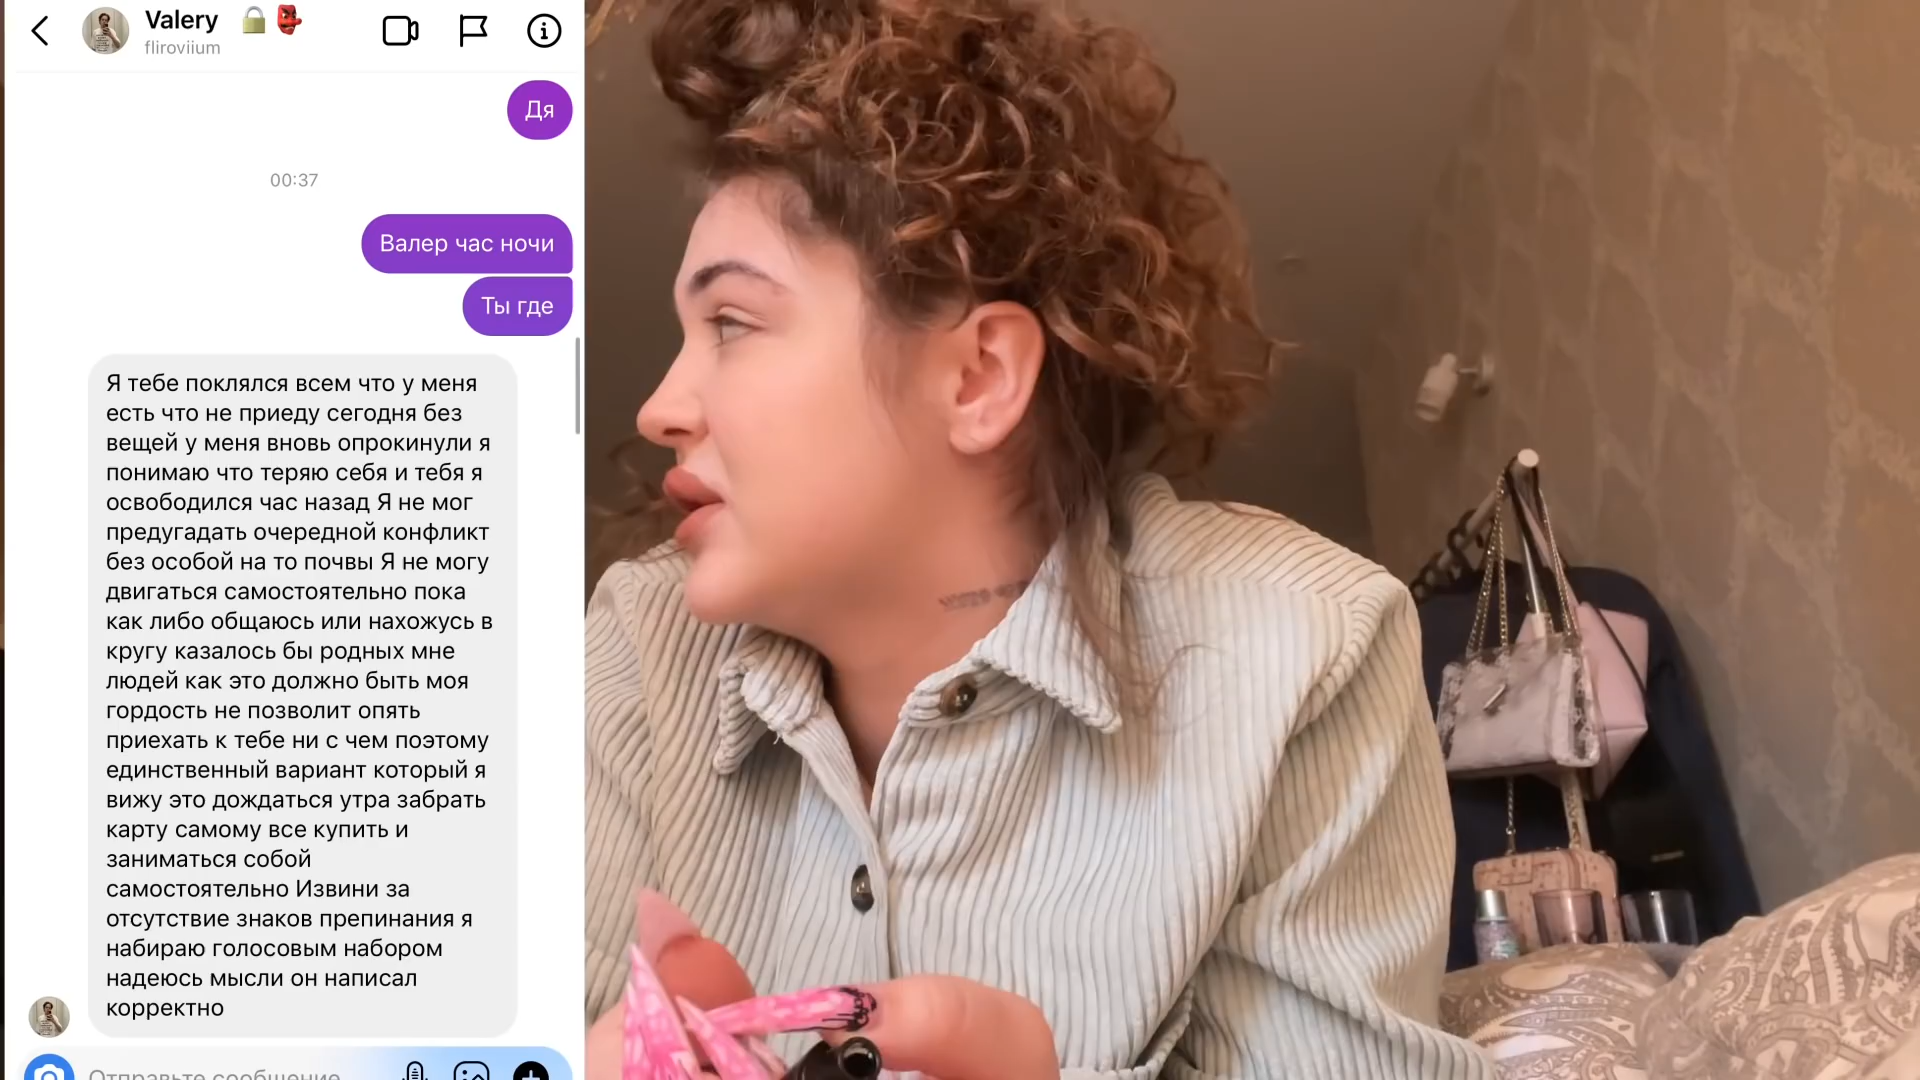 Valery
fliroviium
Дя
00:37
Валер час ночи
Ты где
Я тебе поклялся всем что у меня
есть что не приеду сегодня без
вещей у меня вновь опрокинули я
понимаю что теряю себя и тебя я
освободился час назад Я не мог
предугадать очередной конфликт
без особой на то почвы Я не могу
двигаться самостоятельно пока
как либо общаюсь или нахожусь в
кругу казалось бы родных мне
людей как это должно быть моя
гордость не позволит опять
приехать к тебе ни с чем поэтому
единственный вариант который я
вижу это дождаться утра забрать
карту самому все купить и
заниматься собой
самостоятельно Извини за
отсутствие знаков препинания я
набираю голосовым набором
надеюсь мысли он написал
корректно
Отправьте сообщение